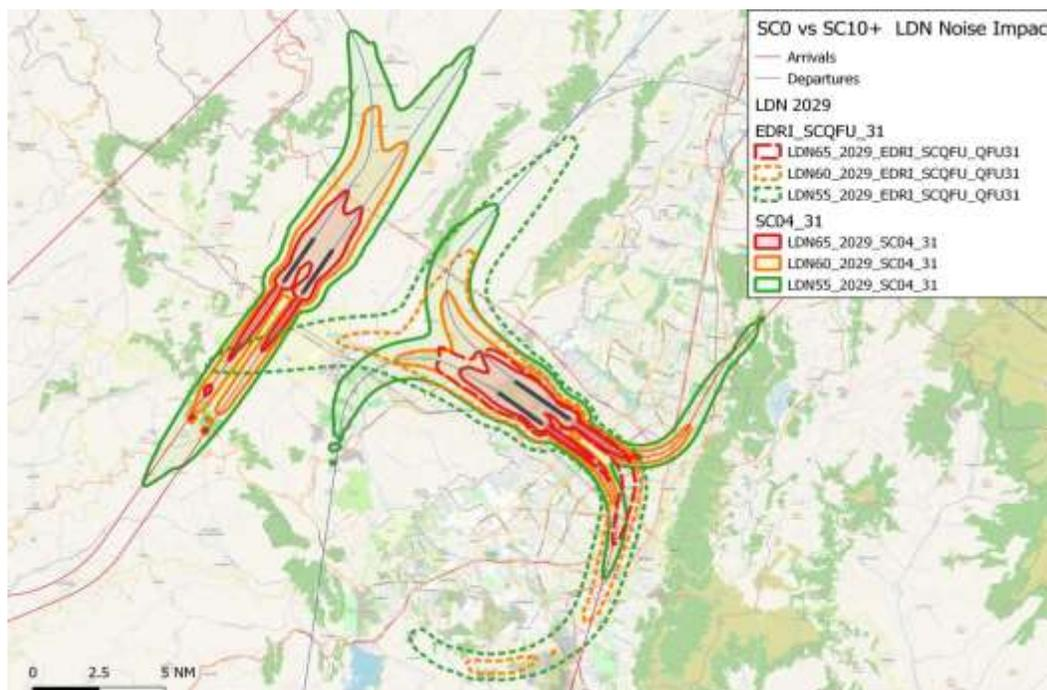 SC0 vs SC10+ LDN Noise Impac
Arrivals
Departures
LDN 2029
EDRI_SCQFU_31
LDN65_2029_EDRI_SCQFU_QFU31
LDN60_2029_EDRI_SCQFU_QFU31
LDN55_2029_EDRI_SCQFU_QFU31
SC04_31
LDN65_2029_SC04_31
LDN60_2029_SC04_31
LDN55_2029_SC04_31
0 2.5 5 NM